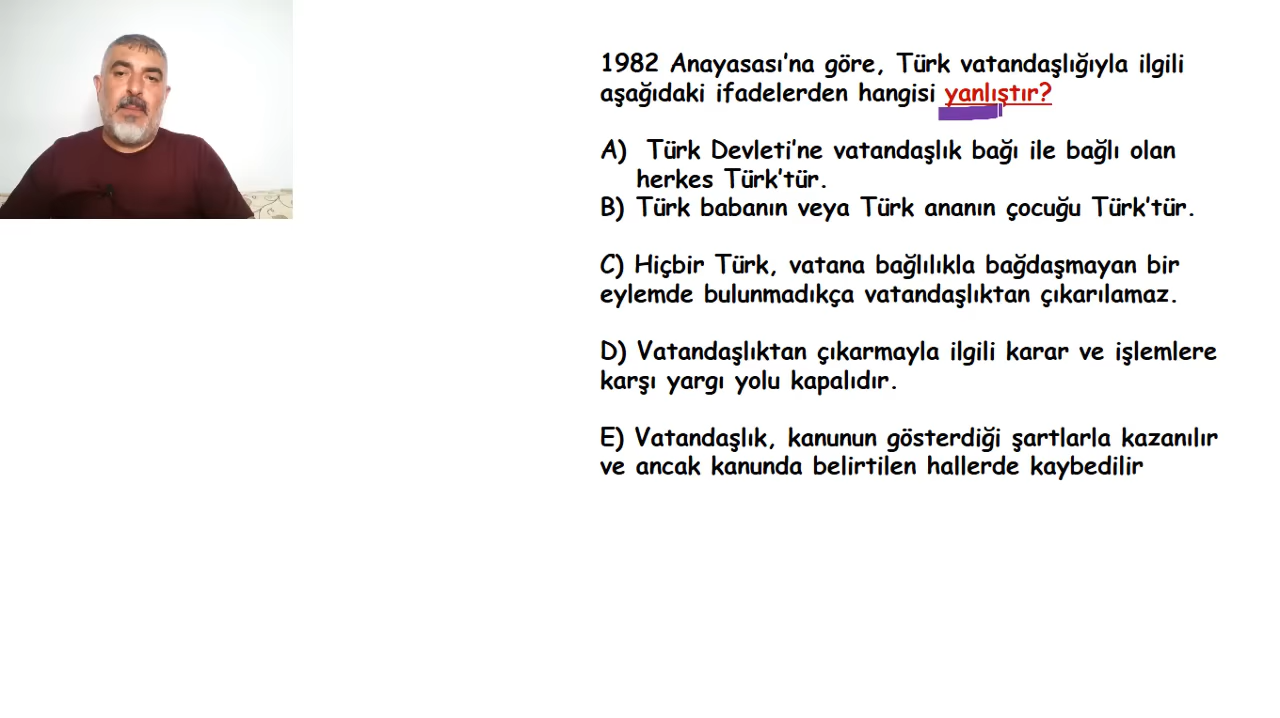 1982 Anayasası'na göre, Türk vatandaşlığıyla ilgili
aşağıdaki ifadelerden hangisi yanlıştır?
A) Türk Devleti'ne vatandaşlık bağı ile bağlı olan
herkes Türk'tür.
B) Türk babanın veya Türk ananın çocuğu Türk'tür.
C) Hiçbir Türk, vatana bağlılıkla bağdaşmayan bir
eylemde bulunmadıkça vatandaşlıktan çıkarılamaz.
D) Vatandaşlıktan çıkarmayla ilgili karar ve işlemlere
karşı yargı yolu kapalıdır.
E) Vatandaşlık, kanunun gösterdiği şartlarla kazanılır
ve ancak kanunda belirtilen hallerde kaybedilir